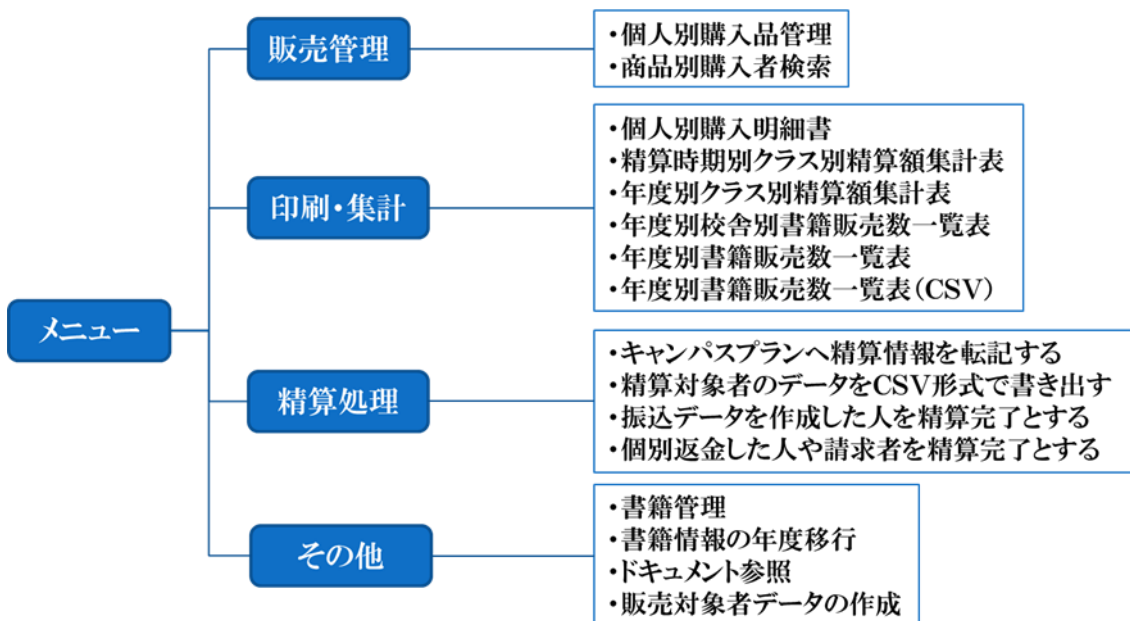 メニュー
販売管理
・個人別購入品管理
・商品別購入者検索
印刷・集計
・個人別購入明細書
・精算時期別クラス別精算額集計表
・年度別クラス別精算額集計表
・年度別校舎別書籍販売数一覧表
・年度別書籍販売数一覧表
・年度別書籍販売数一覧表(CSV)
精算処理
・キャンパスプランへ精算情報を転記する
・精算対象者のデータをCSV形式で書き出す
・振込データを作成した人を精算完了とする
・個別返金した人や請求者を精算完了とする
その他
・書籍管理
・書籍情報の年度移行
・ドキュメント参照
・販売対象者データの作成